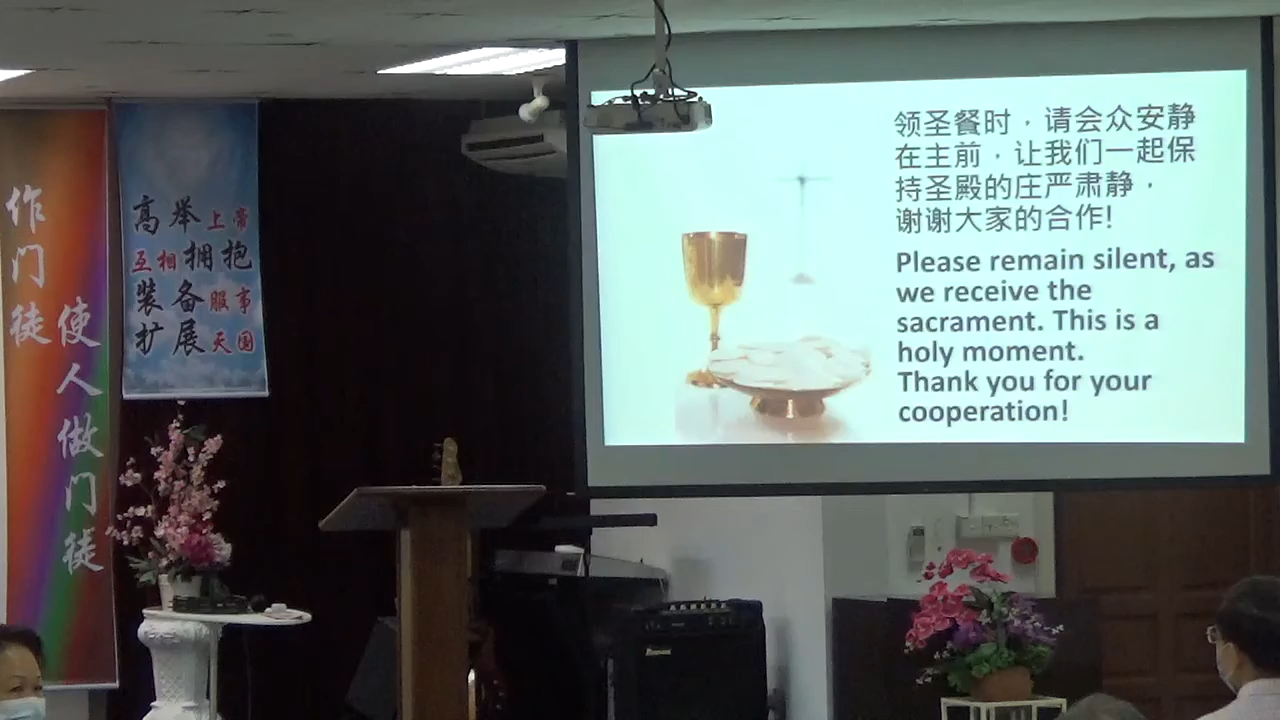 作门徒
使人做门徒
高举上帝
互相拥抱
装备服事
扩展天国
领圣餐时，请会众安静
在主前，让我们一起保
持圣殿的庄严肃静，
谢谢大家的合作!
Please remain silent, as
we receive the
sacrament. This is a
holy moment.
Thank you for your
cooperation!